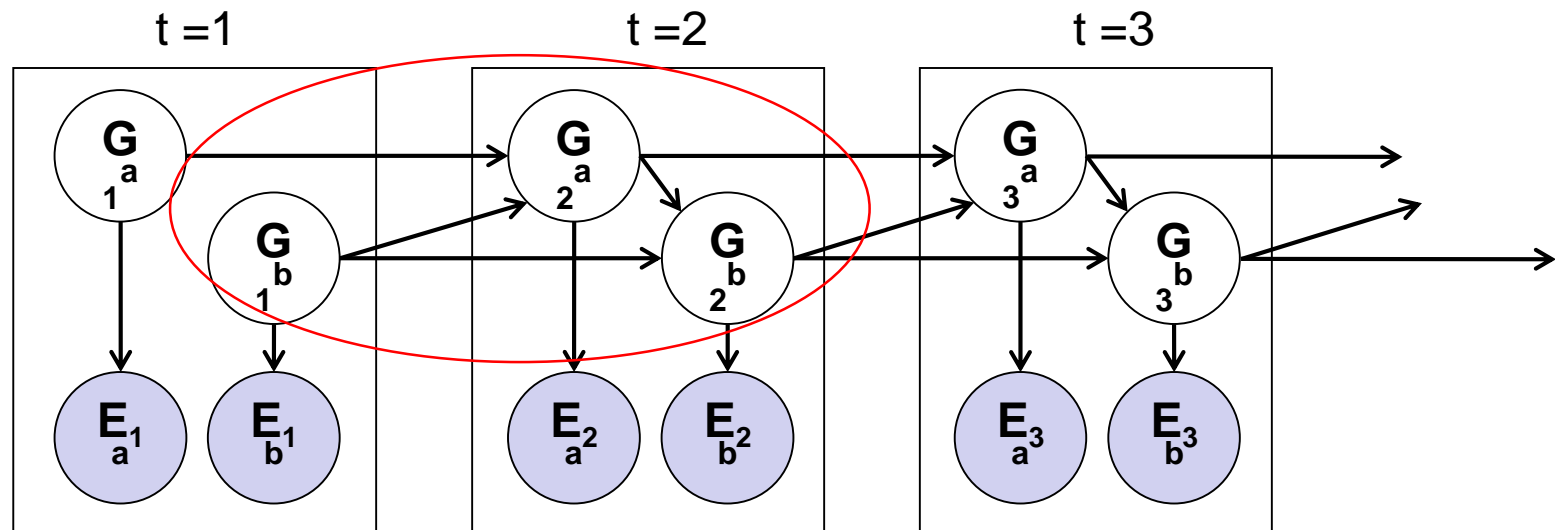 t =1
t =2
t =3
G a 1
G b 1
G a 2
G b 2
G a 3
G b 3
E a 1
E b 1
E a 2
E b 2
E a 3
E b 3